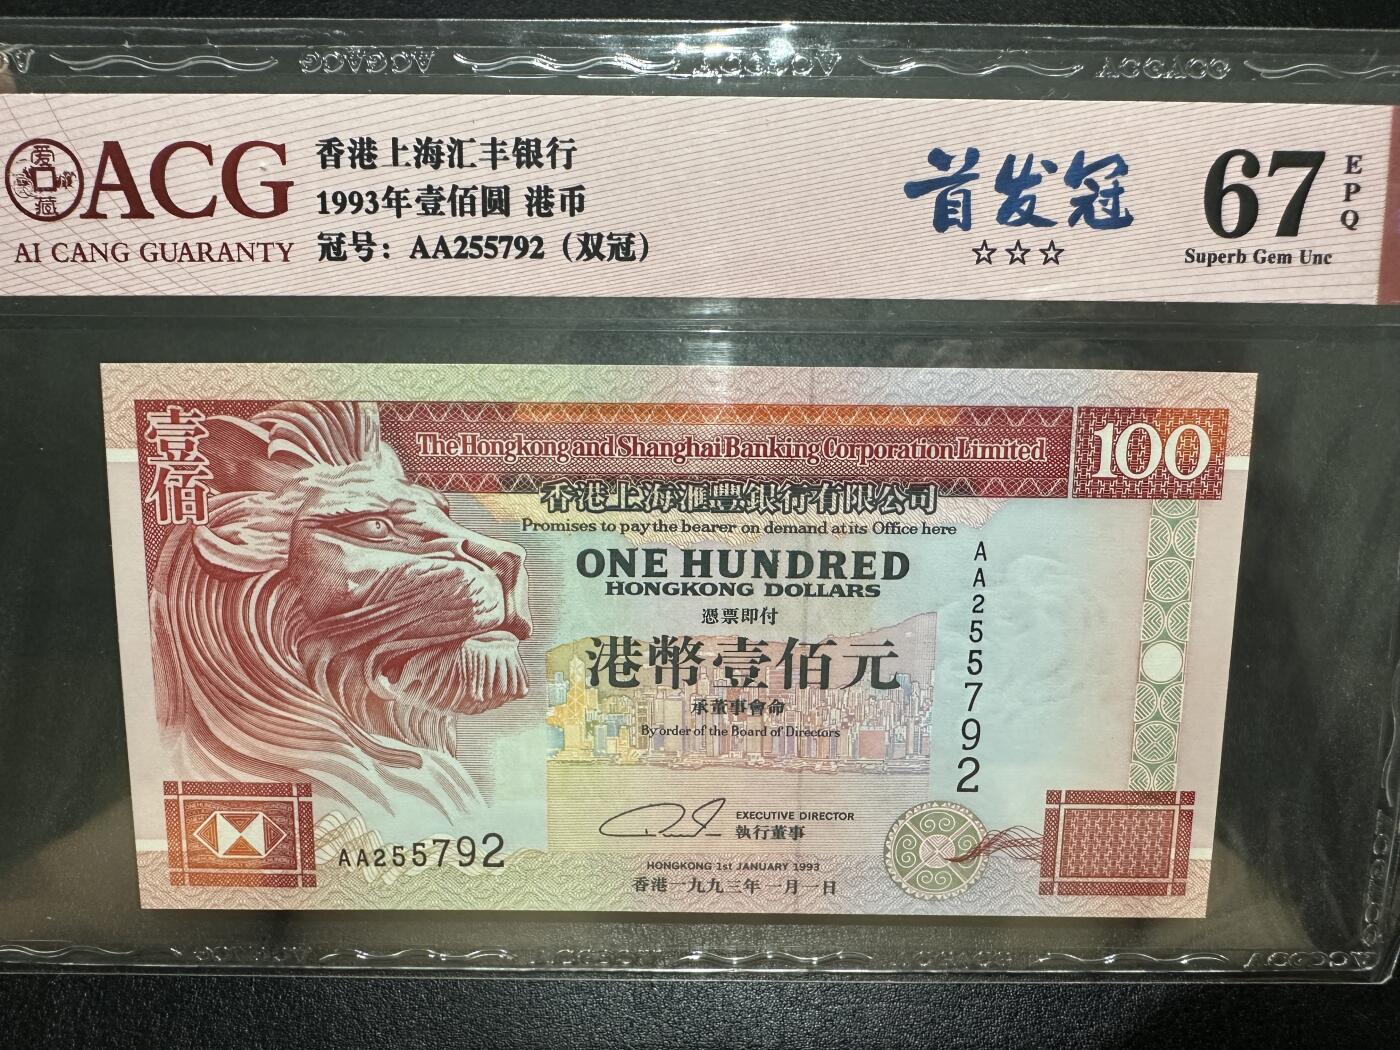 爱藏
ACG
AI CANG GUARANTY
香港上海汇丰银行
1993年壹佰圆 港币
冠号：AA255792（双冠）
首发冠
☆☆☆
67
EPQ
Superb Gem Unc
壹佰
The Hongkong and Shanghai Banking Corporation Limited
100
香港上海滙豐銀行有限公司
Promises to pay the bearer on demand at its Office here
ONE HUNDRED
HONGKONG DOLLARS
憑票即付
港幣壹佰元
承董事會命
By order of the Board of Directors
AA255792
EXECUTIVE DIRECTOR
執行董事
AA255792
HONGKONG 1st JANUARY 1993
香港一九九三年一月一日